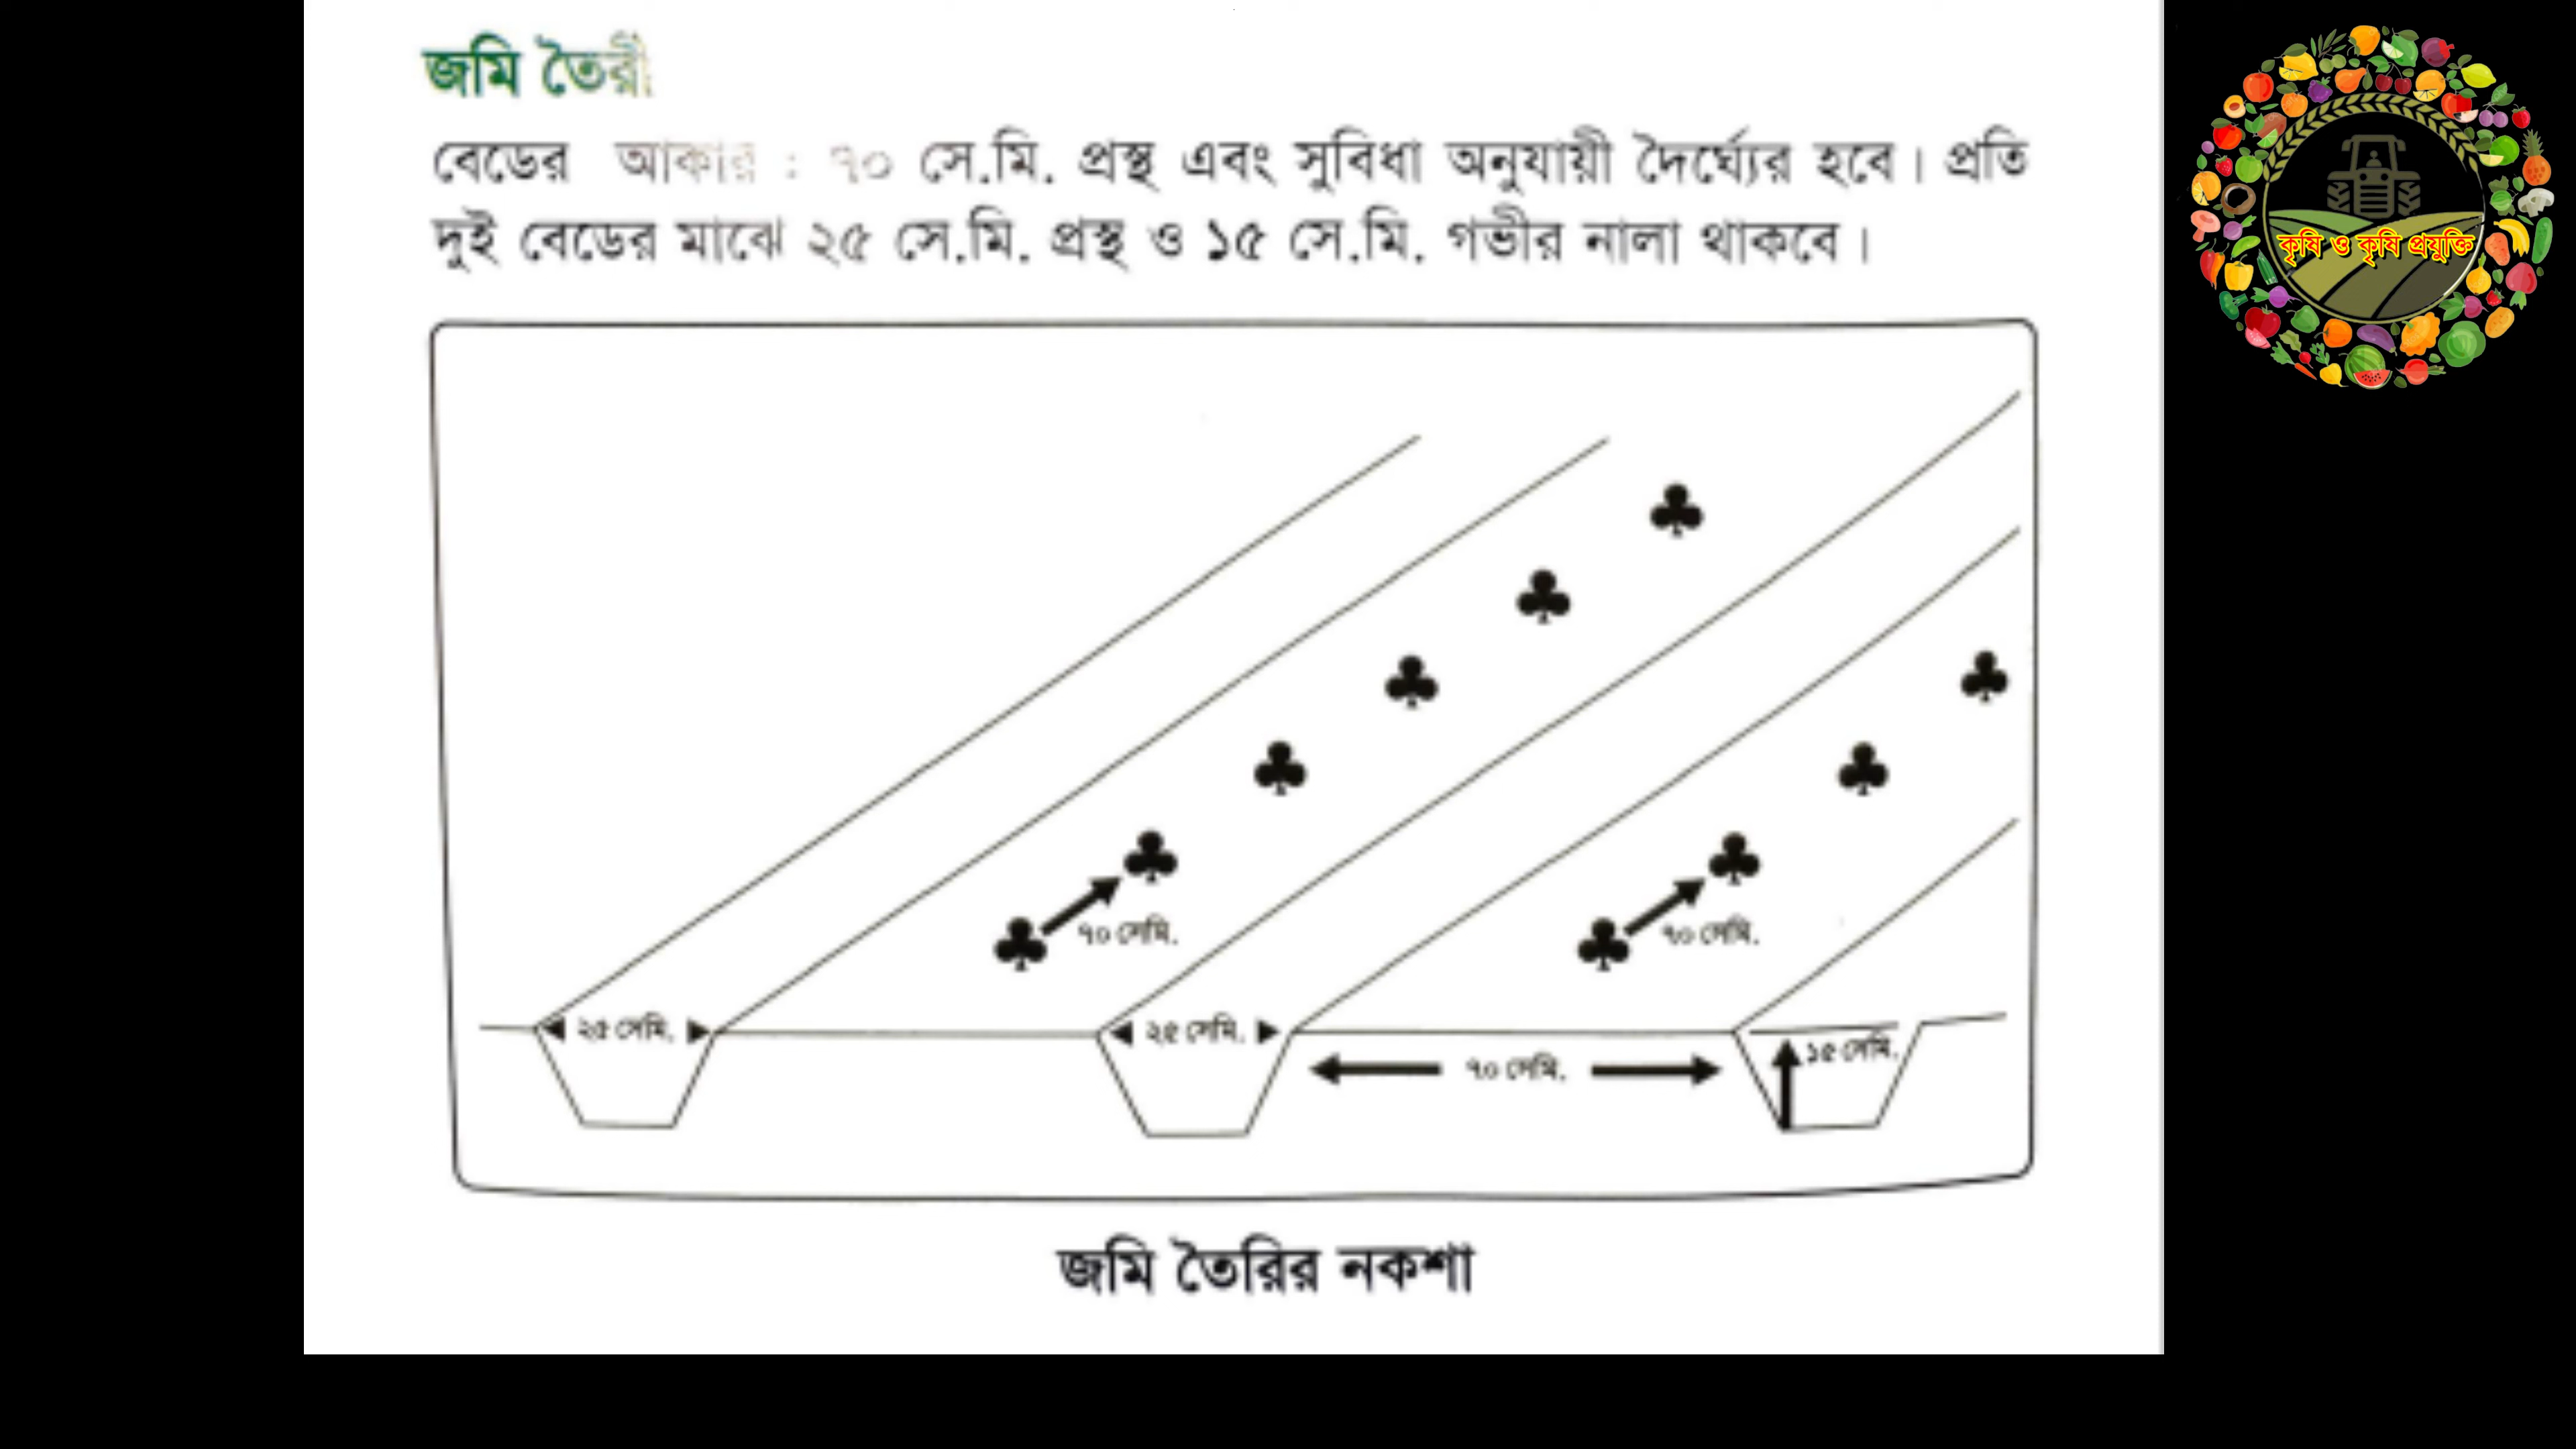 জমি তৈরী
বেডের আকার : ৭০ সে.মি. প্রস্থ এবং সুবিধা অনুযায়ী দৈর্ঘ্যের হবে। প্রতি
দুই বেডের মাঝে ২৫ সে.মি. প্রস্থ ও ১৫ সে.মি. গভীর নালা থাকবে।
কৃষি ও কৃষি প্রযুক্তি
৭০ সেমি.
৭০ সেমি.
২৫ সেমি.
২৫ সেমি.
৭০ সেমি.
১৫ সেমি.
জমি তৈরির নকশা